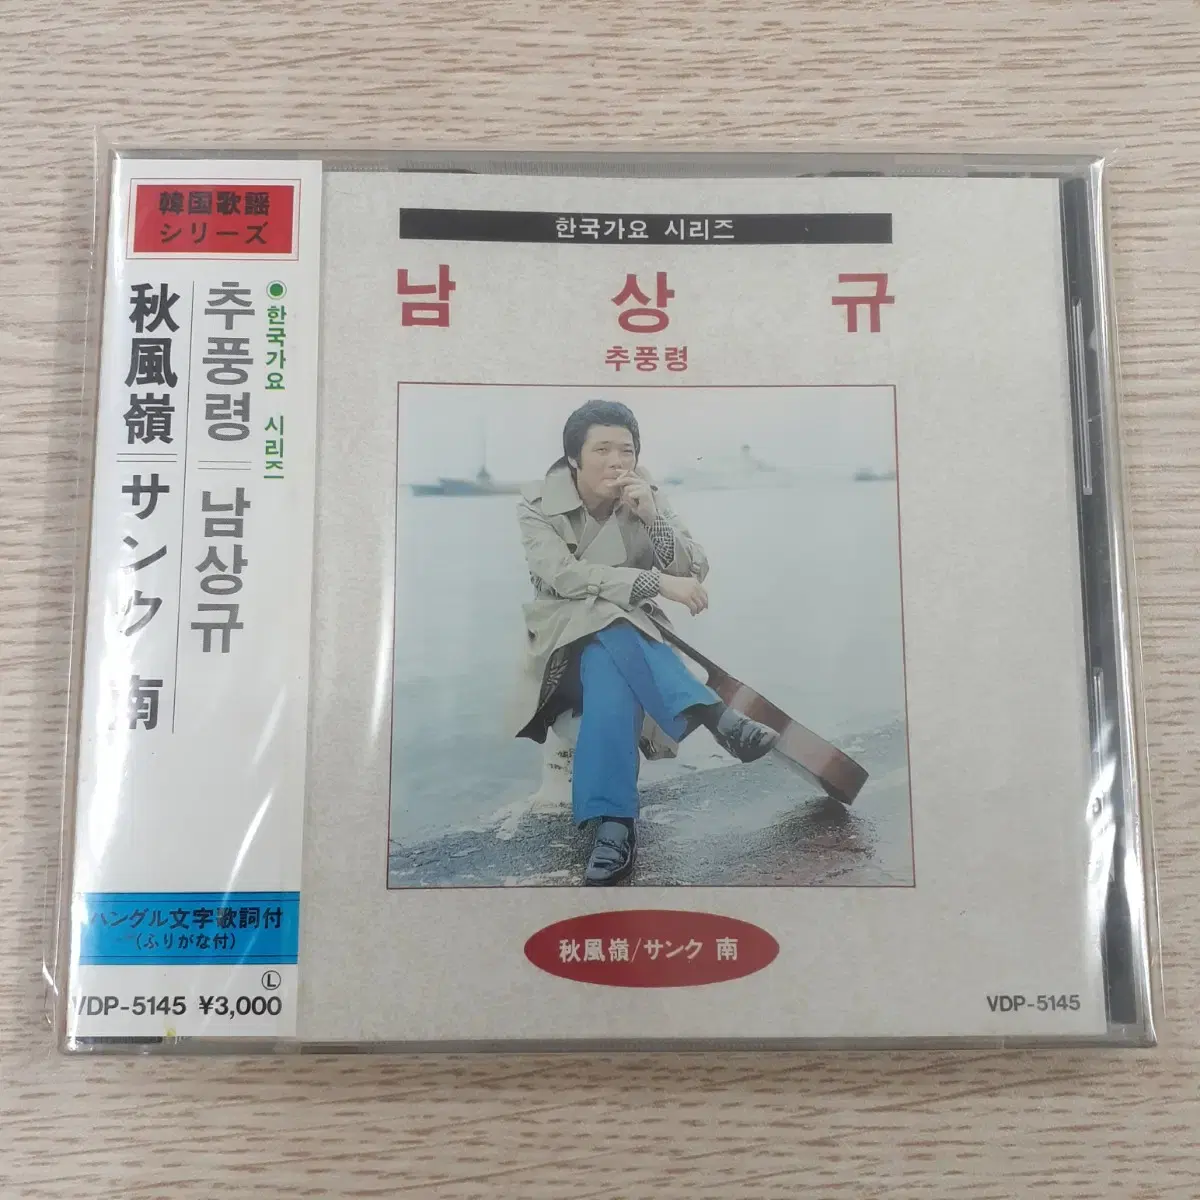 韓国歌謡
シリーズ
● 한국가요 시리즈
추풍령 남상규
秋風嶺 サンク 南
ハングル文字歌詞付
(ふりがな付)
Ⓛ
VDP-5145 ¥3,000
한국가요 시리즈
남 상 규
추풍령
秋風嶺/サンク 南
VDP-5145